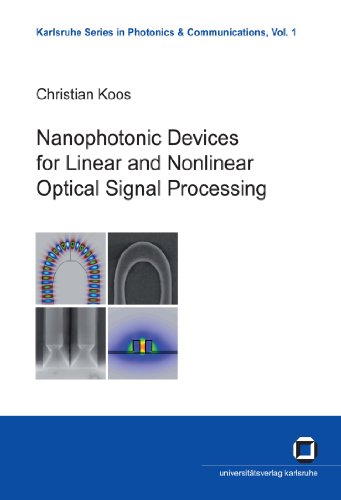 Karlsruhe Series in Photonics & Communications, Vol. 1
Christian Koos
Nanophotonic Devices
for Linear and Nonlinear
Optical Signal Processing
universitätsverlag karlsruhe